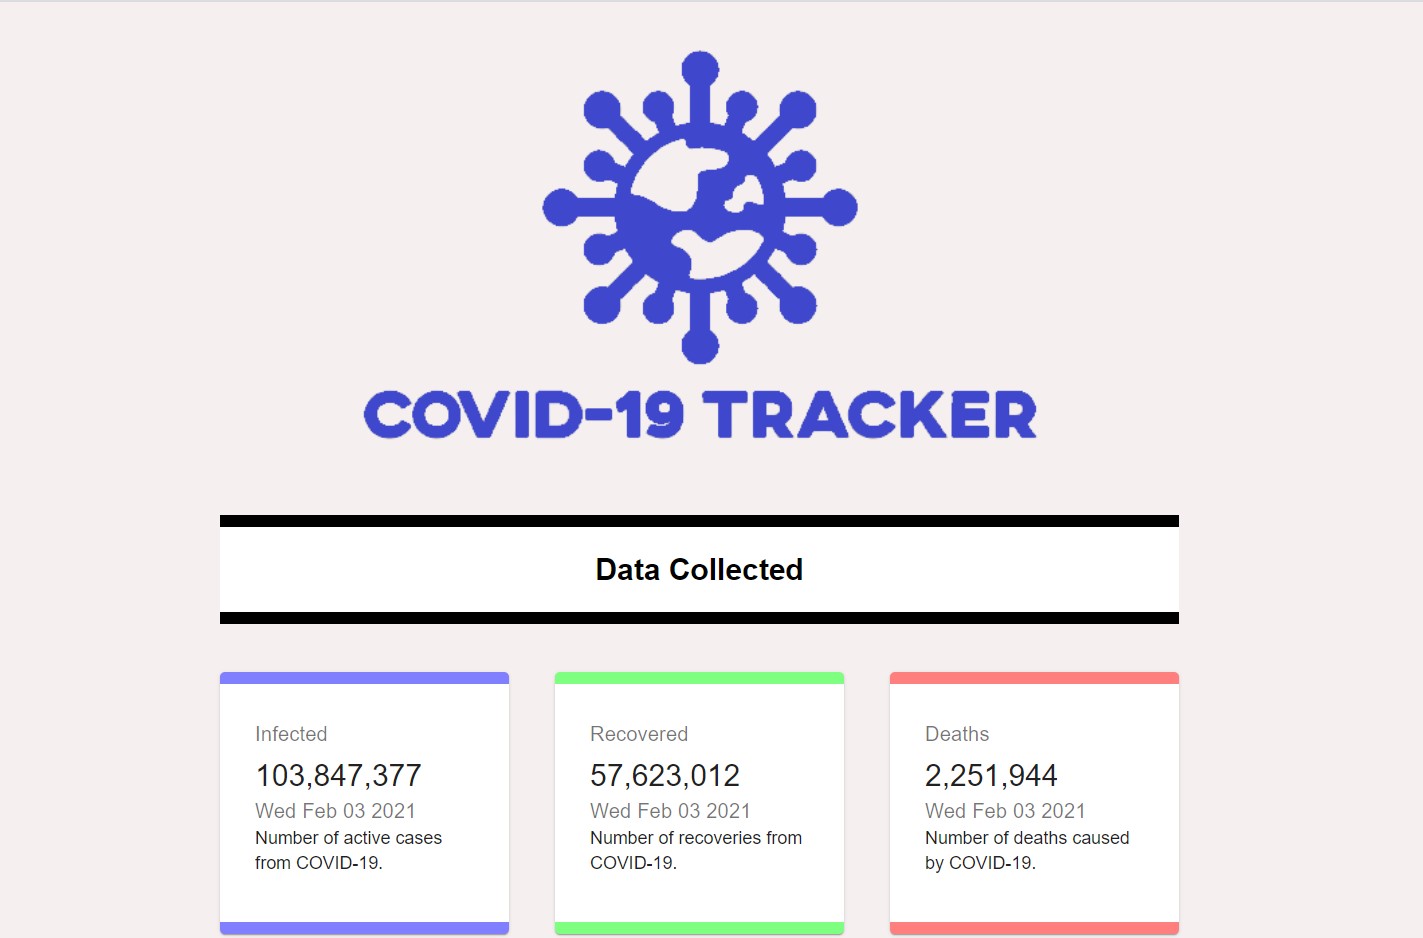 COVID-19 TRACKER
Data Collected
Infected
103,847,377
Wed Feb 03 2021
Number of active cases
from COVID-19.
Recovered
57,623,012
Wed Feb 03 2021
Number of recoveries from
COVID-19.
Deaths
2,251,944
Wed Feb 03 2021
Number of deaths caused
by COVID-19.